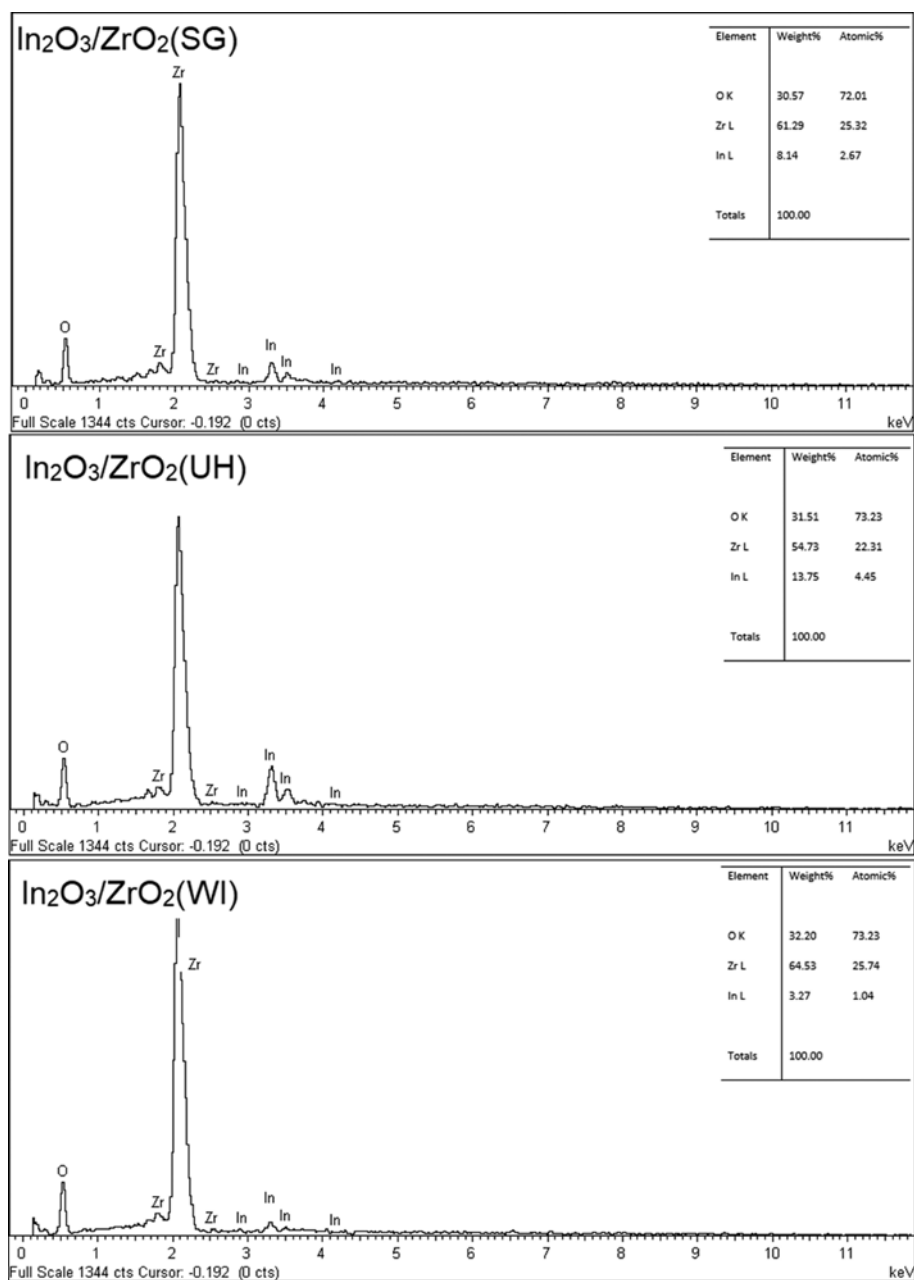 In₂O₃/ZrO₂(SG)
Element Weight% Atomic%
O K 30.57 72.01
Zr L 61.29 25.32
In L 8.14 2.67
Totals 100.00
Zr
O
Zr
Zr
In
In
In
In
0 1 2 3 4 5 6 7 8 9 10 11
Full Scale 1344 cts Cursor: -0.192 (0 cts) keV
In₂O₃/ZrO₂(UH)
Element Weight% Atomic%
O K 31.51 73.23
Zr L 54.73 22.31
In L 13.75 4.45
Totals 100.00
O
Zr
Zr
In
In
In
In
0 1 2 3 4 5 6 7 8 9 10 11
Full Scale 1344 cts Cursor: -0.192 (0 cts) keV
In₂O₃/ZrO₂(WI)
Element Weight% Atomic%
O K 32.20 73.23
Zr L 64.53 25.74
In L 3.27 1.04
Totals 100.00
Zr
O
Zr
Zr
In
In
In
In
0 1 2 3 4 5 6 7 8 9 10 11
Full Scale 1344 cts Cursor: -0.192 (0 cts) keV